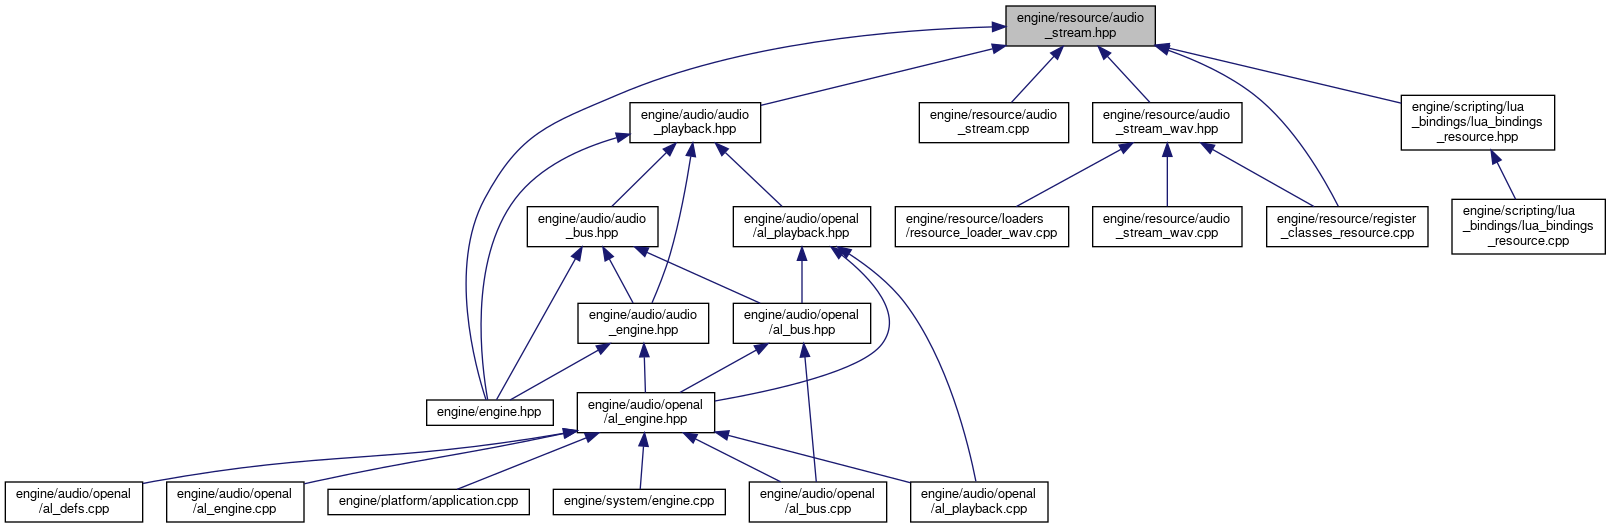 engine/resource/audio
_stream.hpp
engine/audio/audio
_playback.hpp
engine/resource/audio
_stream.cpp
engine/resource/audio
_stream_wav.hpp
engine/scripting/lua
_bindings/lua_bindings
_resource.hpp
engine/audio/audio
_bus.hpp
engine/audio/openal
/al_playback.hpp
engine/resource/loaders
/resource_loader_wav.cpp
engine/resource/audio
_stream_wav.cpp
engine/resource/register
_classes_resource.cpp
engine/scripting/lua
_bindings/lua_bindings
_resource.cpp
engine/audio/audio
_engine.hpp
engine/audio/openal
/al_bus.hpp
engine/engine.hpp
engine/audio/openal
/al_engine.hpp
engine/audio/openal
/al_defs.cpp
engine/audio/openal
/al_engine.cpp
engine/platform/application.cpp
engine/system/engine.cpp
engine/audio/openal
/al_bus.cpp
engine/audio/openal
/al_playback.cpp